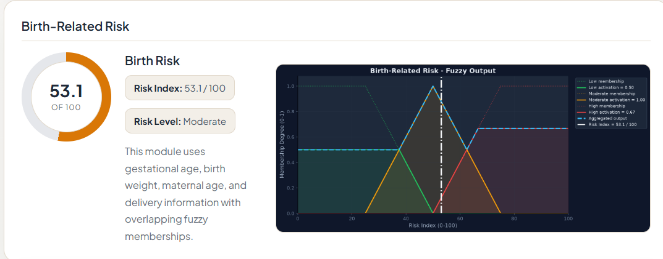 Birth-Related Risk
53.1
OF 100
Birth Risk
Risk Index: 53.1 / 100
Risk Level: Moderate
This module uses
gestational age, birth
weight, maternal age, and
delivery information with
overlapping fuzzy
memberships.
Birth-Related Risk - Fuzzy Output
Low membership
Low activation = 0.50
Moderate membership
Moderate activation = 1.00
High membership
High activation = 0.67
Aggregated output
Risk Index = 53.1 / 100
Membership Degree (0-1)
1.0
0.8
0.6
0.4
0.2
0.0
0 20 40 60 80 100
Risk Index (0-100)